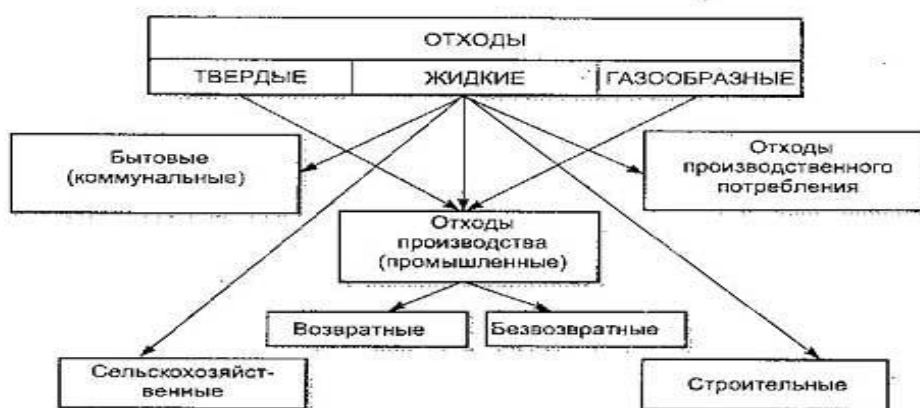 ОТХОДЫ
ТВЕРДЫЕ
ЖИДКИЕ
ГАЗООБРАЗНЫЕ
Бытовые
(коммунальные)
Отходы
производственного
потребления
Отходы
производства
(промышленные)
Возвратные
Безвозвратные
Сельскохозяйст-
венные
Строительные